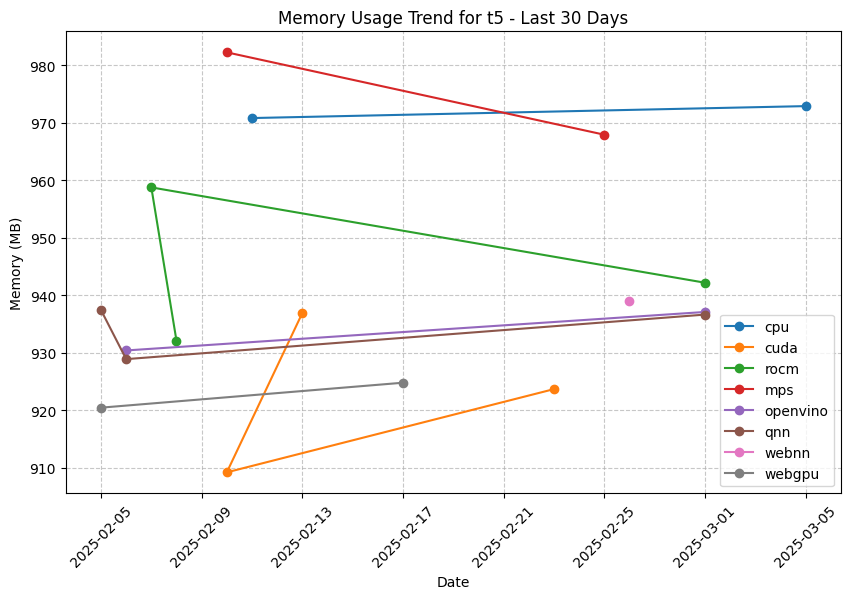 Memory Usage Trend for t5 - Last 30 Days
Memory (MB)
980
970
960
950
940
930
920
910
cpu
cuda
rocm
mps
openvino
qnn
webnn
webgpu
2025-02-05
2025-02-09
2025-02-13
2025-02-17
2025-02-21
2025-02-25
2025-03-01
2025-03-05
Date